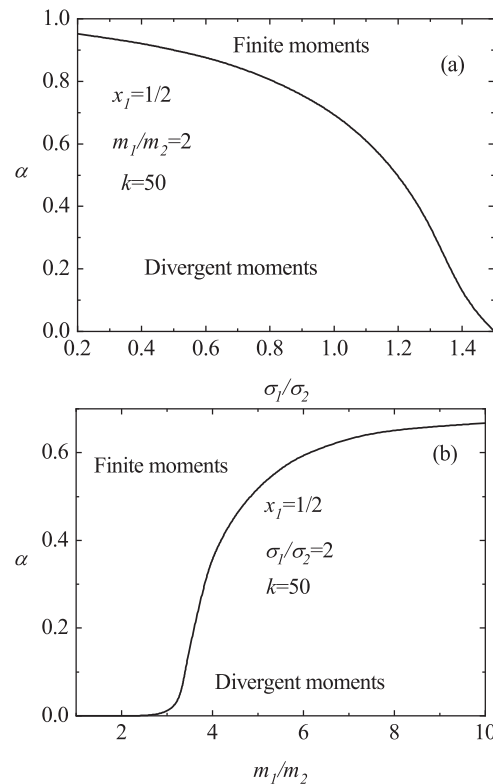 1.0
Finite moments
(a)
0.8
x1=1/2
m1/m2=2
0.6
α
k=50
0.4
Divergent moments
0.2
0.0
0.2 0.4 0.6 0.8 1.0 1.2 1.4
σ1/σ2
0.6
Finite moments
(b)
x1=1/2
0.4
σ1/σ2=2
α
k=50
0.2
Divergent moments
0.0
2 4 6 8 10
m1/m2